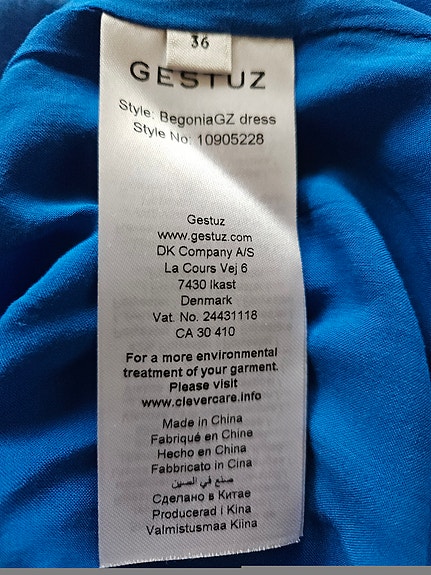 36
GESTUZ
Style: BegoniaGZ dress
Style No: 10905228
Gestuz
www.gestuz.com
DK Company A/S
La Cours Vej 6
7430 Ikast
Denmark
Vat. No. 24431118
CA 30 410
For a more environmental
treatment of your garment.
Please visit
www.clevercare.info
Made in China
Fabriqué en Chine
Hecho en China
Fabbricato in Cina
صنع في الصين
Сделано в Китае
Producerad i Kina
Valmistusmaa Kiina